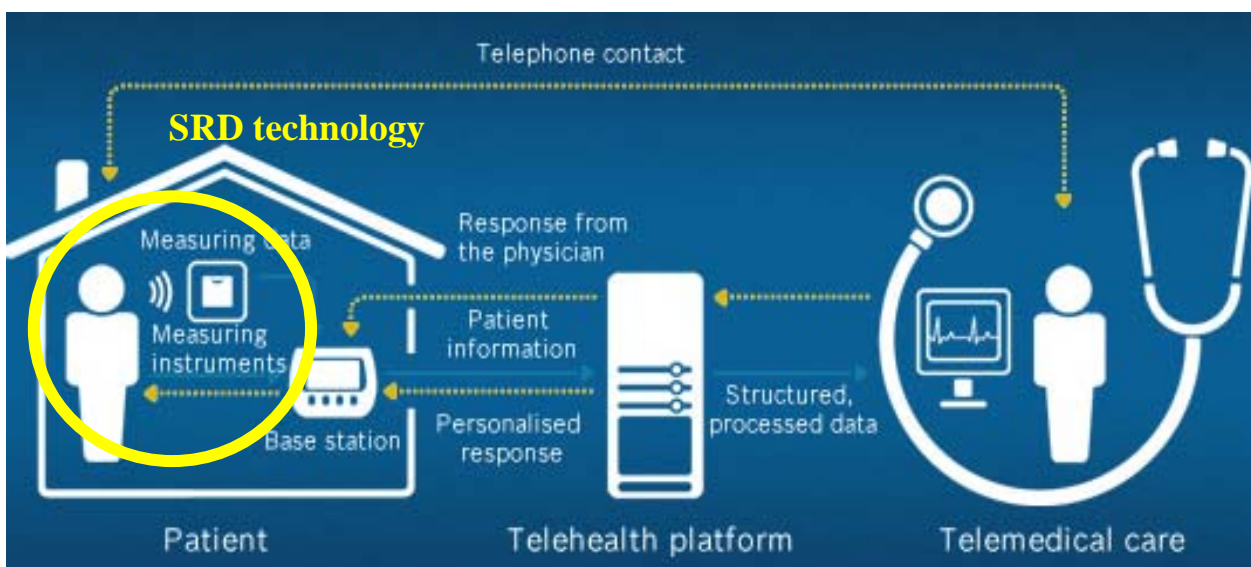 Telephone contact
SRD technology
Response from
the physician
Measuring data
Measuring
instruments
Patient
information
Structured,
processed data
Base station
Personalised
response
Patient
Telehealth platform
Telemedical care